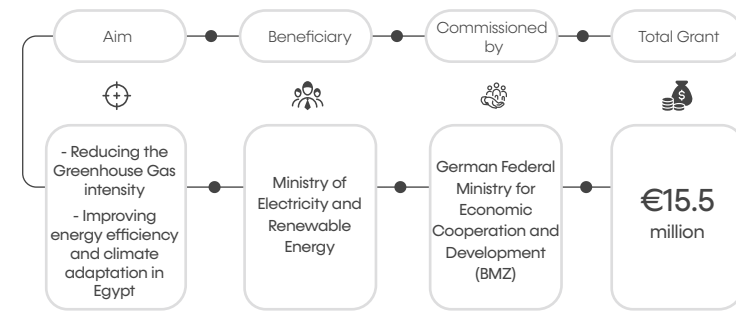 Aim
Beneficiary
Commissioned
by
Total Grant
- Reducing the
Greenhouse Gas
intensity
- Improving
energy efficiency
and climate
adaptation in
Egypt
Ministry of
Electricity and
Renewable
Energy
German Federal
Ministry for
Economic
Cooperation and
Development
(BMZ)
€15.5
million